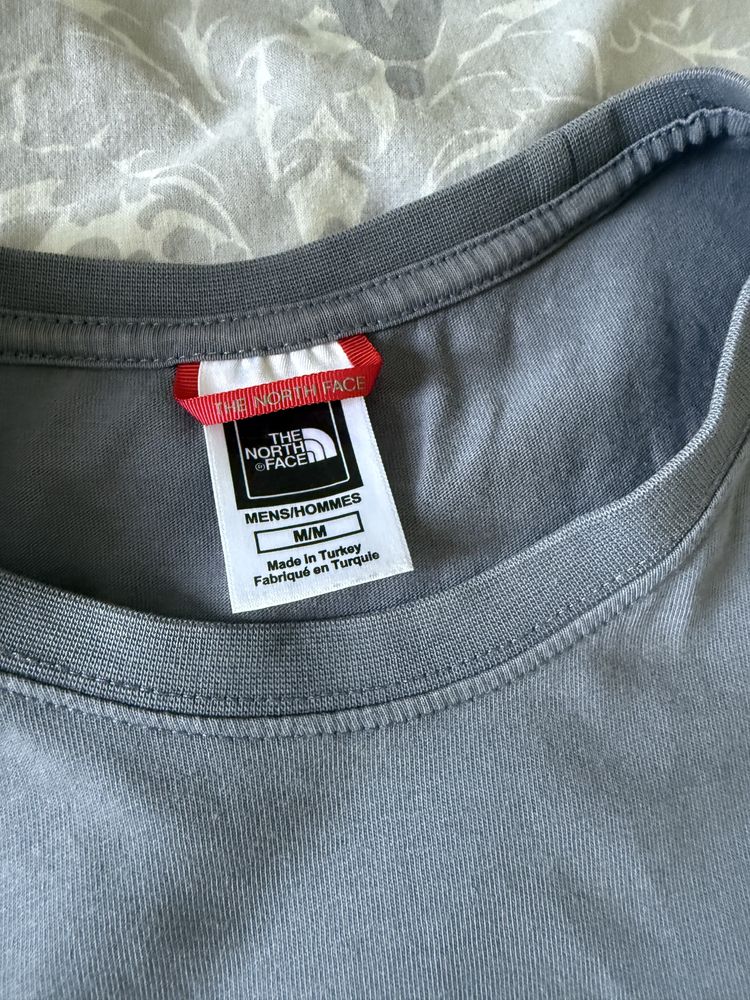 THE NORTH FACE
THE
NORTH
FACE
MENS/HOMMES
M/M
Made in Turkey
Fabriqué en Turquie